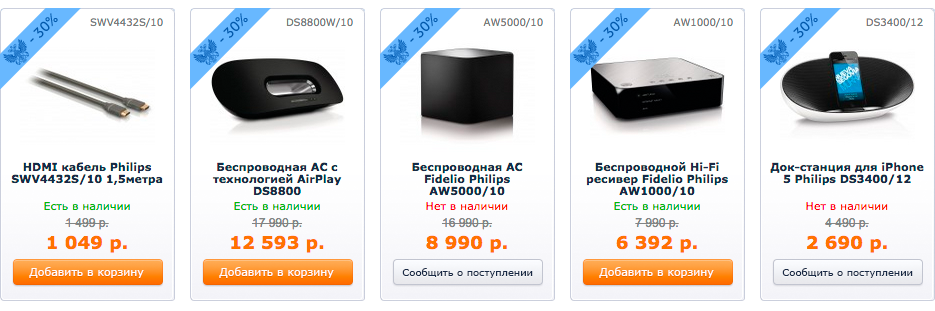 - 30%
SWV4432S/10
HDMI кабель Philips
SWV4432S/10 1,5метра
Есть в наличии
1 499 р.
1 049 р.
Добавить в корзину
- 30%
DS8800W/10
Беспроводная АС с
технологией AirPlay
DS8800
Есть в наличии
17 990 р.
12 593 р.
Добавить в корзину
- 30%
AW5000/10
Беспроводная АС
Fidelio Philips
AW5000/10
Нет в наличии
16 990 р.
8 990 р.
Сообщить о поступлении
- 30%
AW1000/10
Беспроводной Hi-Fi
ресивер Fidelio Philips
AW1000/10
Есть в наличии
7 990 р.
6 392 р.
Добавить в корзину
- 30%
DS3400/12
Док-станция для iPhone
5 Philips DS3400/12
Нет в наличии
4 490 р.
2 690 р.
Сообщить о поступлении